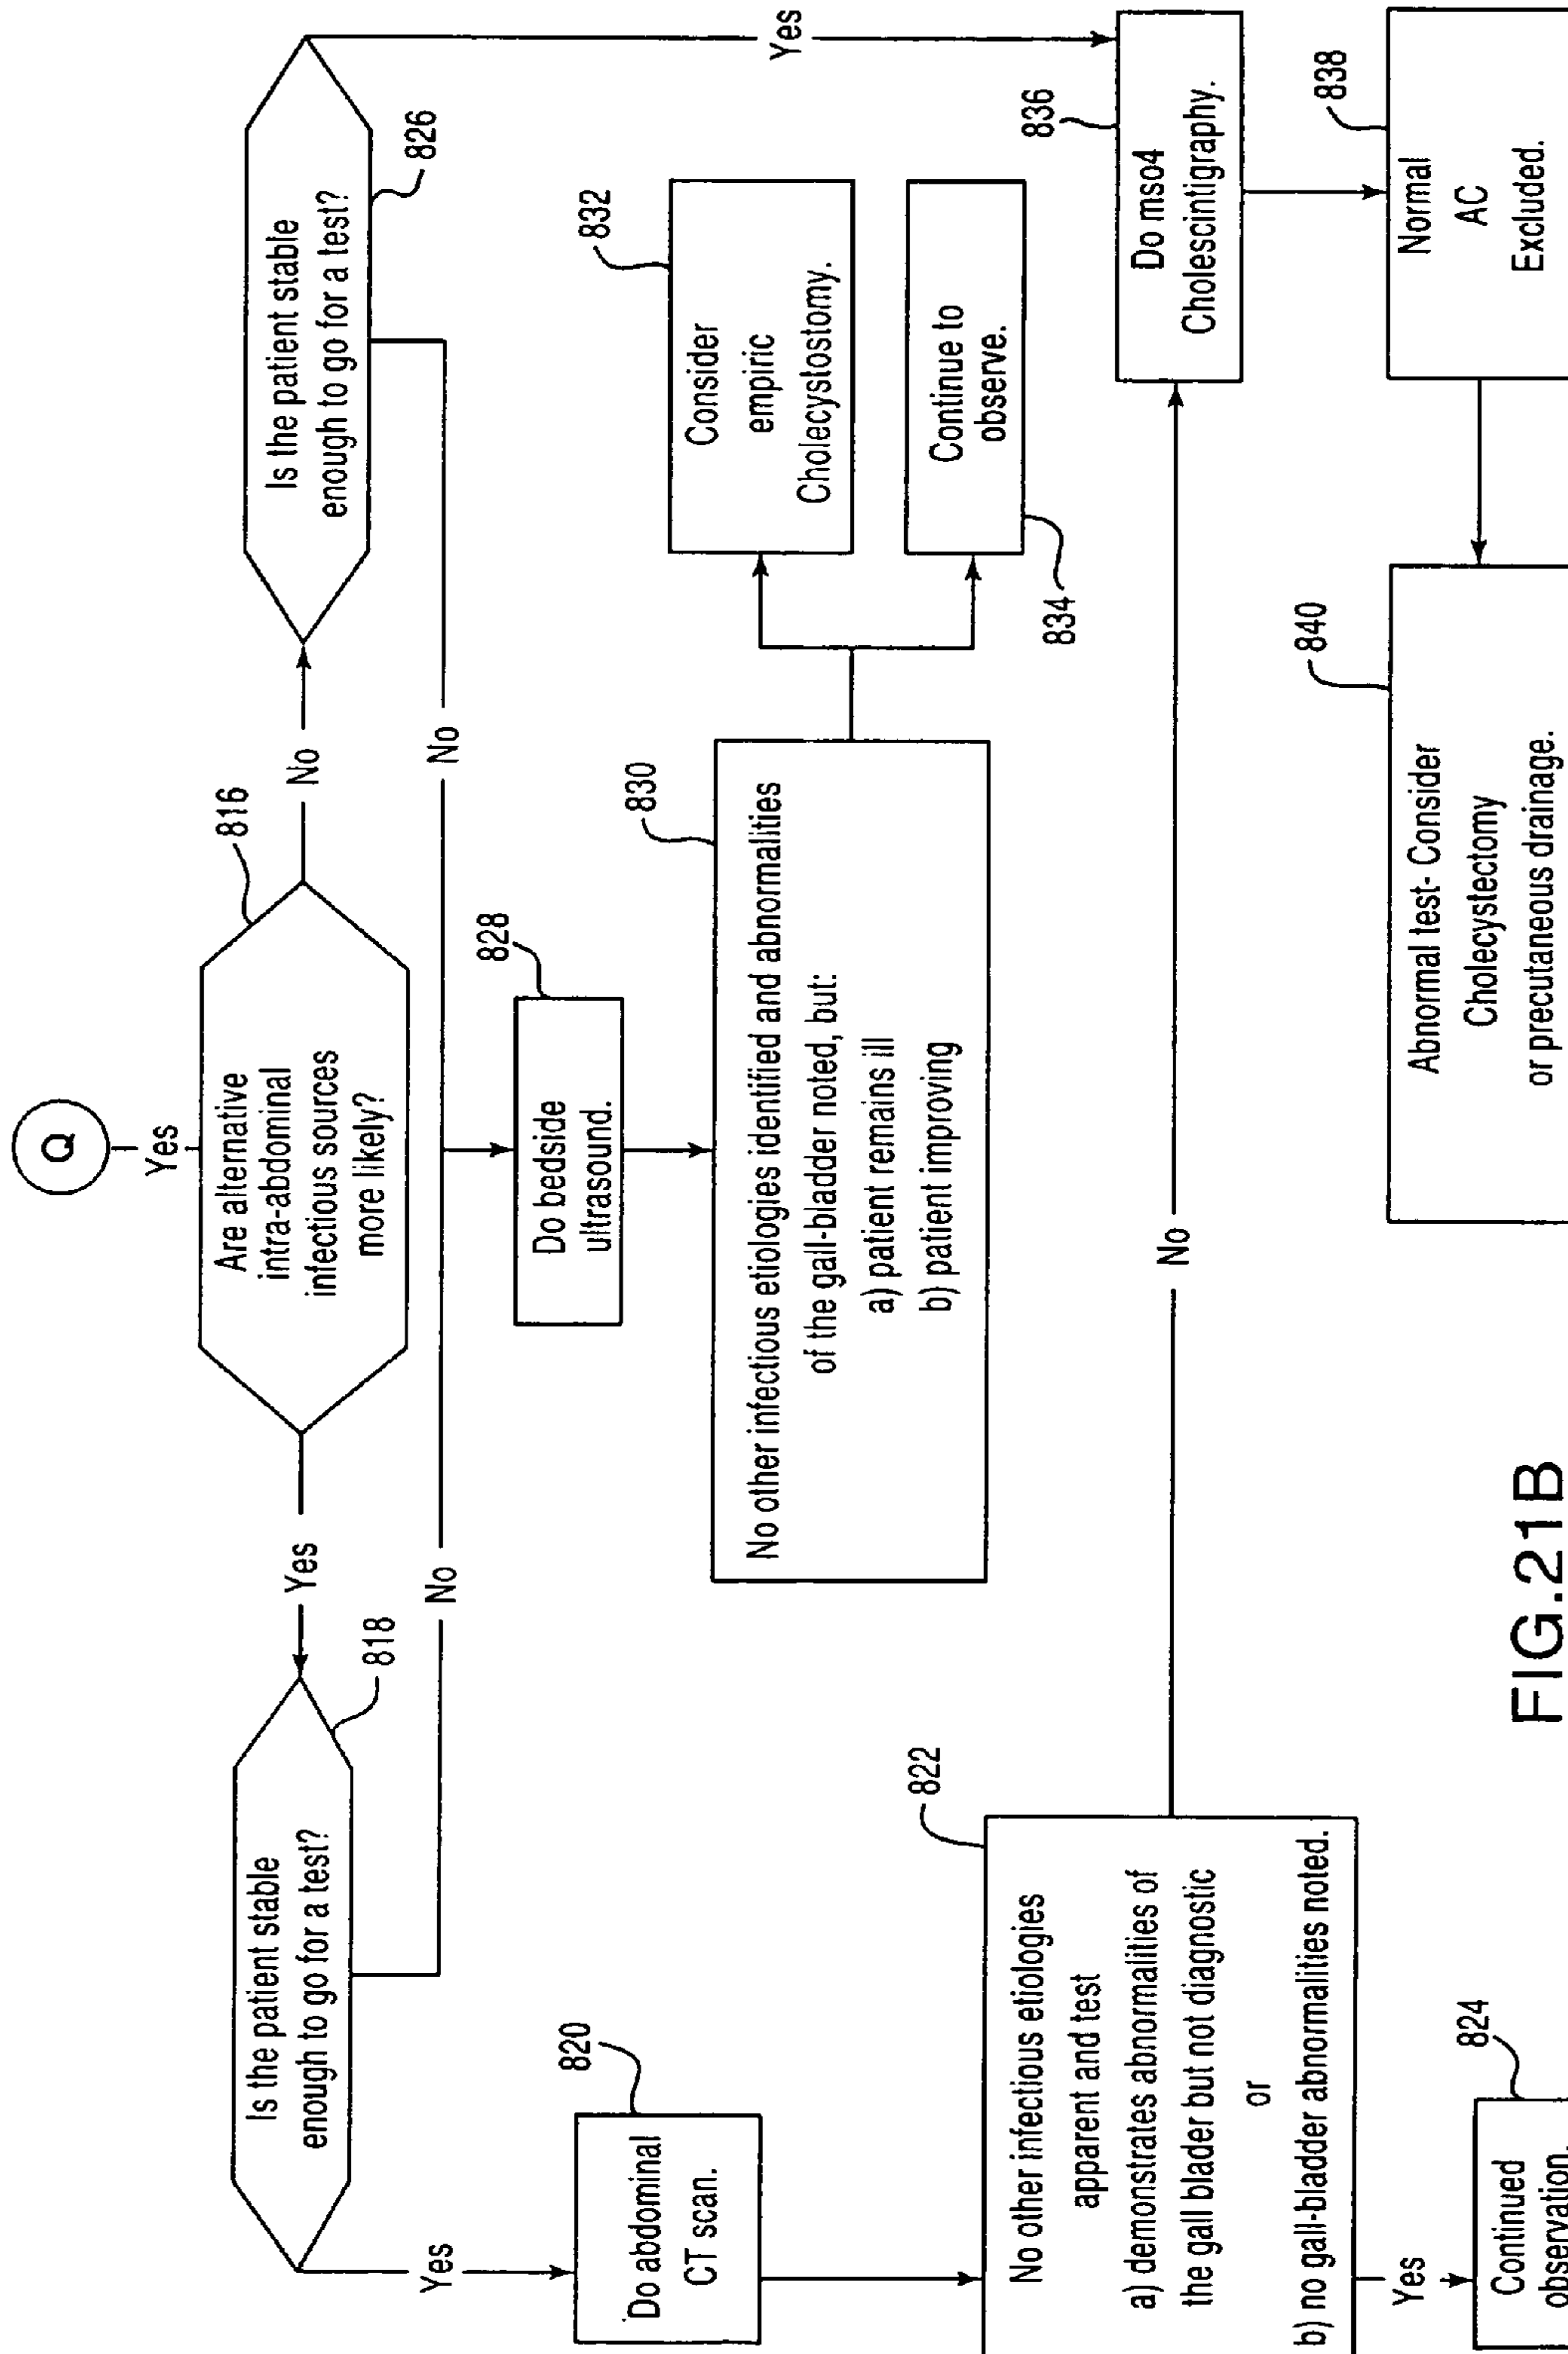 Q
Yes
816
Are alternative
intra-abdominal
infectious sources
more likely?
Yes
No
818
Is the patient stable
enough to go for a test?
826
Is the patient stable
enough to go for a test?
No
No
Yes
Yes
820
Do abdominal
CT scan.
828
Do bedside
ultrasound.
830
No other infectious etiologies identified and abnormalities
of the gall-bladder noted, but:
a) patient remains ill
b) patient improving
832
Consider
empiric
Cholecystostomy.
834
Continue to
observe.
822
No other infectious etiologies
apparent and test
a) demonstrates abnormalities of
the gall blader but not diagnostic
or
b) no gall-bladder abnormalities noted.
No
836
Do mso4
Cholescintigraphy.
Yes
824
Continued
observation.
840
Abnormal test- Consider
Cholecystectomy
or precutaneous drainage.
838
Normal
AC
Excluded.
FIG.21B